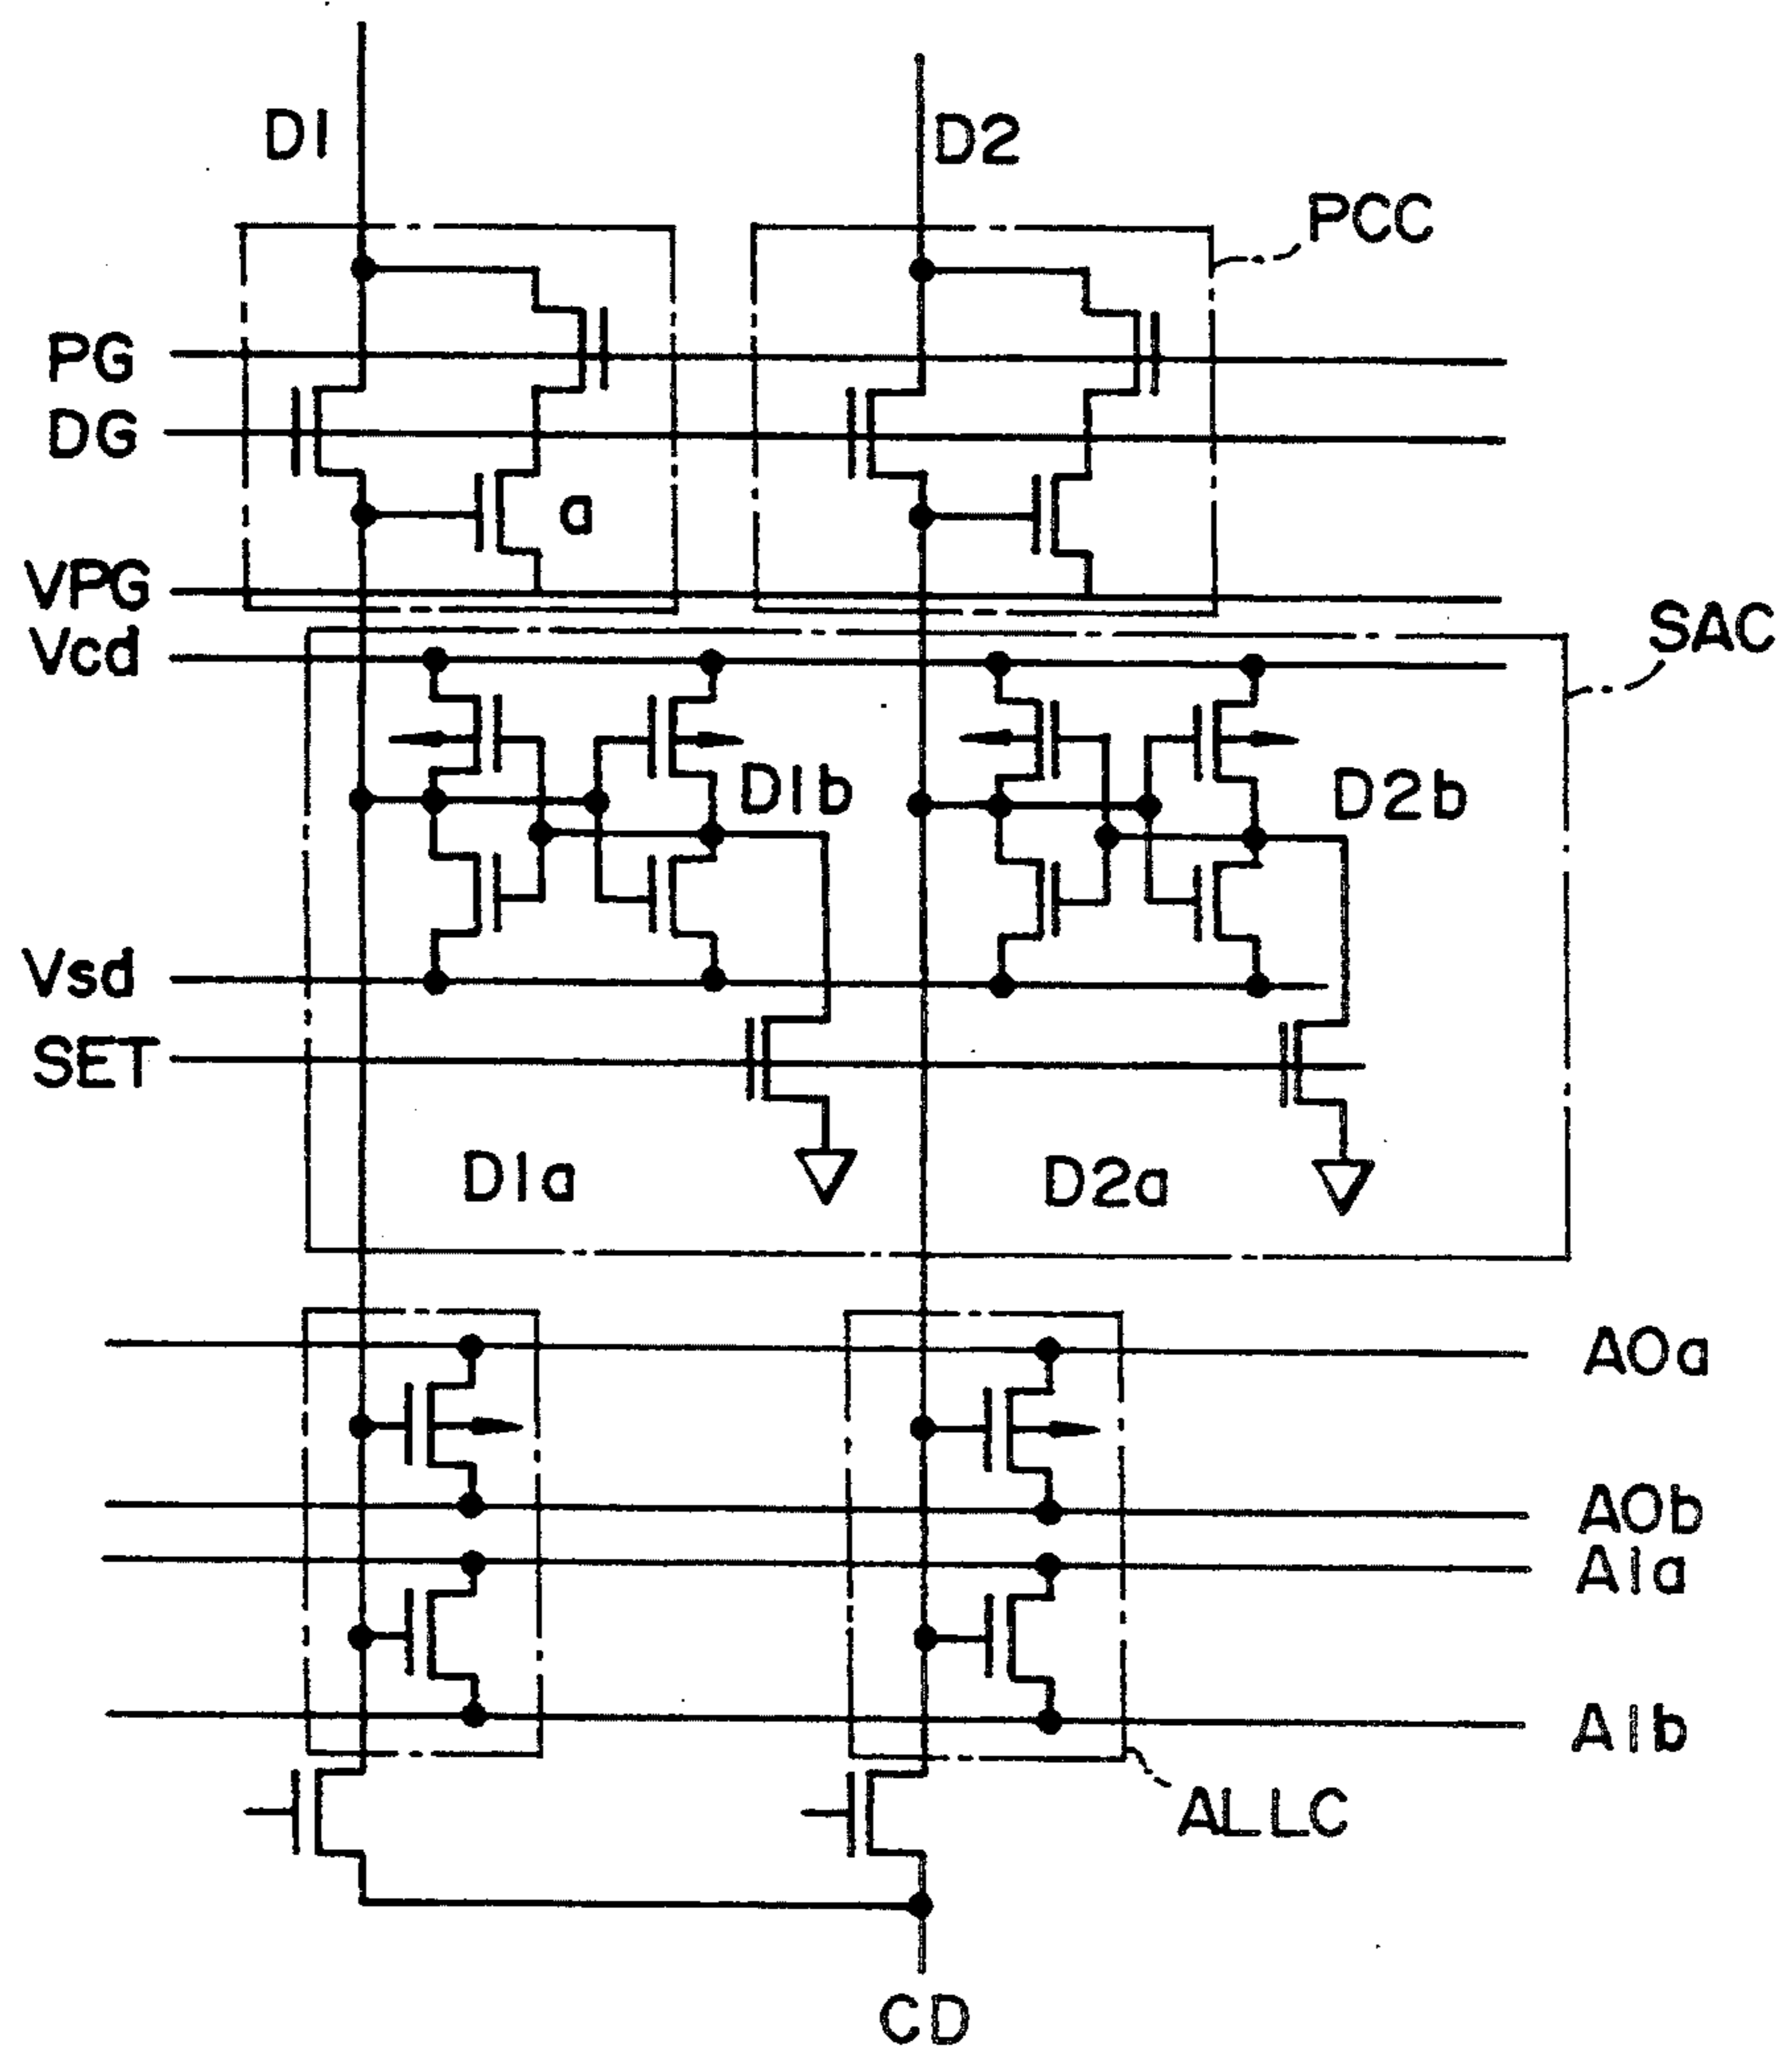 D1
D2
PCC
PG
DG
a
VPG
Vcd
SAC
D1b
D2b
Vsd
SET
D1a
D2a
A0a
A0b
A1a
A1b
ALLC
CD